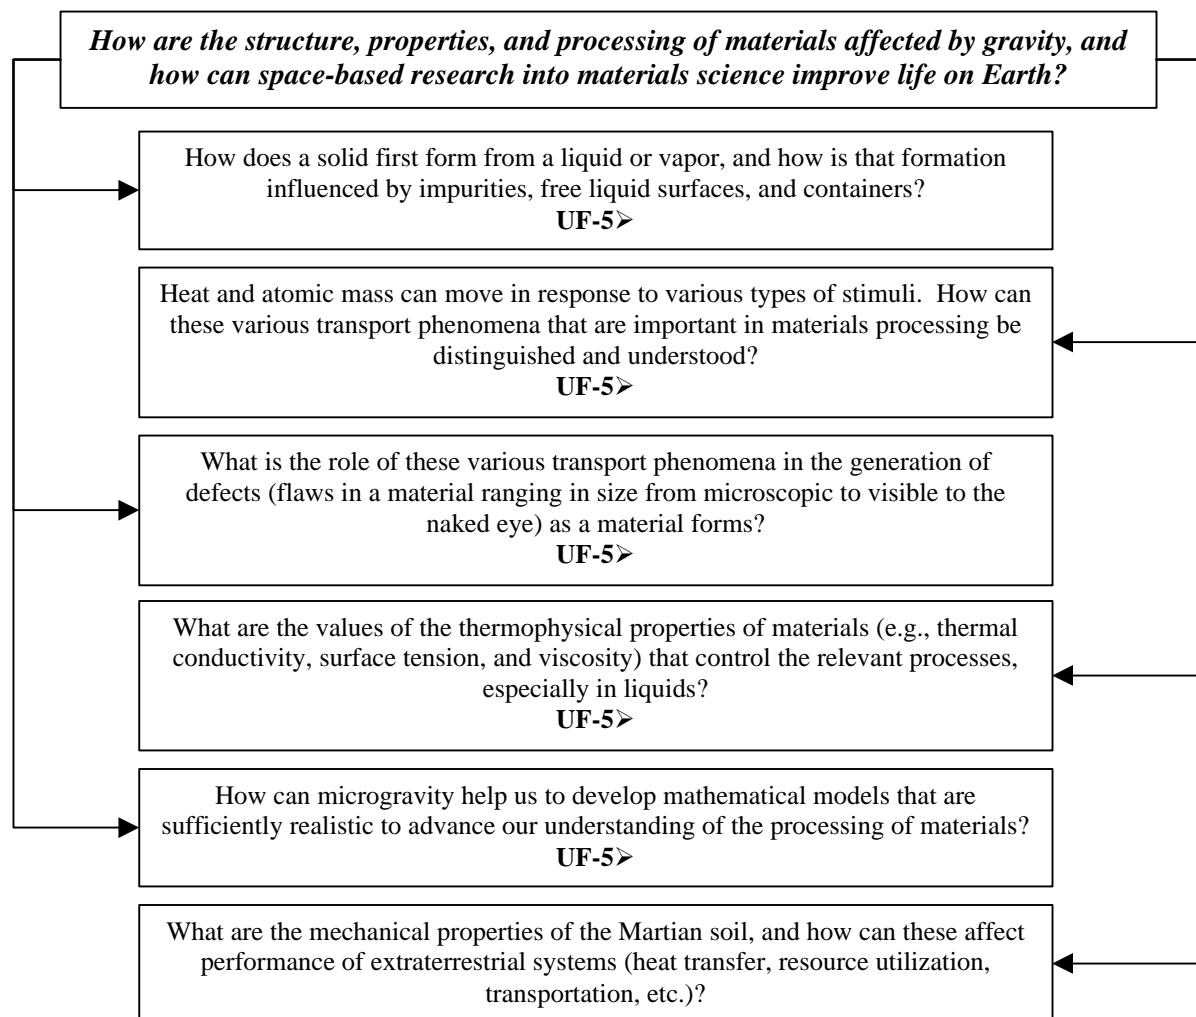 How are the structure, properties, and processing of materials affected by gravity, and
how can space-based research into materials science improve life on Earth?
How does a solid first form from a liquid or vapor, and how is that formation
influenced by impurities, free liquid surfaces, and containers?
UF-5➢
Heat and atomic mass can move in response to various types of stimuli.  How can
these various transport phenomena that are important in materials processing be
distinguished and understood?
UF-5➢
What is the role of these various transport phenomena in the generation of
defects (flaws in a material ranging in size from microscopic to visible to the
naked eye) as a material forms?
UF-5➢
What are the values of the thermophysical properties of materials (e.g., thermal
conductivity, surface tension, and viscosity) that control the relevant processes,
especially in liquids?
UF-5➢
How can microgravity help us to develop mathematical models that are
sufficiently realistic to advance our understanding of the processing of materials?
UF-5➢
What are the mechanical properties of the Martian soil, and how can these affect
performance of extraterrestrial systems (heat transfer, resource utilization,
transportation, etc.)?